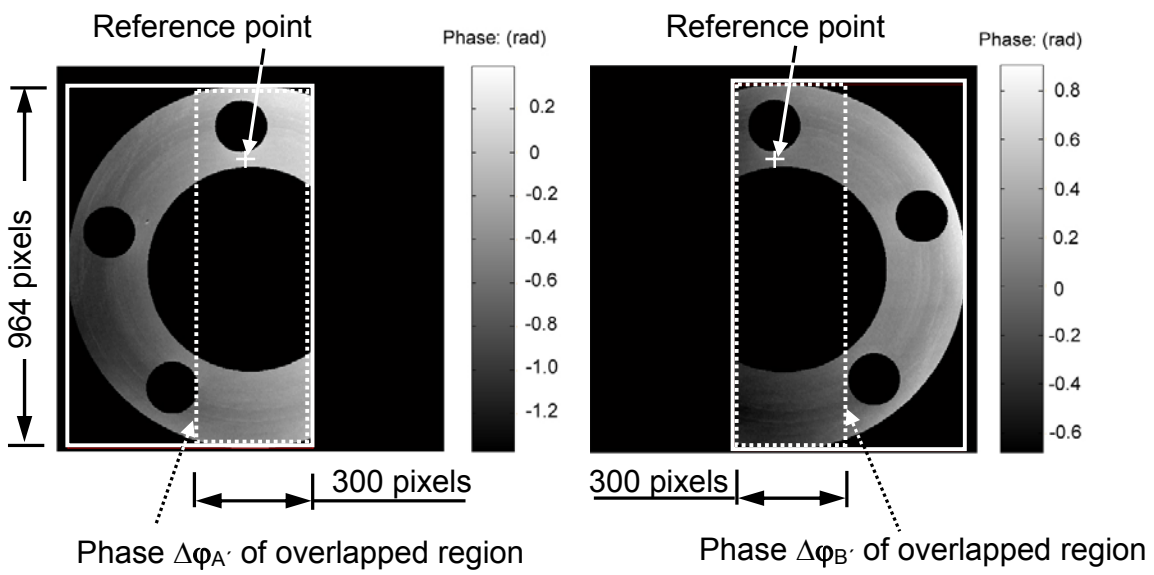 Reference point
Phase: (rad)
0.2
0
-0.2
-0.4
-0.6
-0.8
-1.0
-1.2
964 pixels
300 pixels
Phase ΔφA′ of overlapped region
Reference point
Phase: (rad)
0.8
0.6
0.4
0.2
0
-0.2
-0.4
-0.6
300 pixels
Phase ΔφB′ of overlapped region